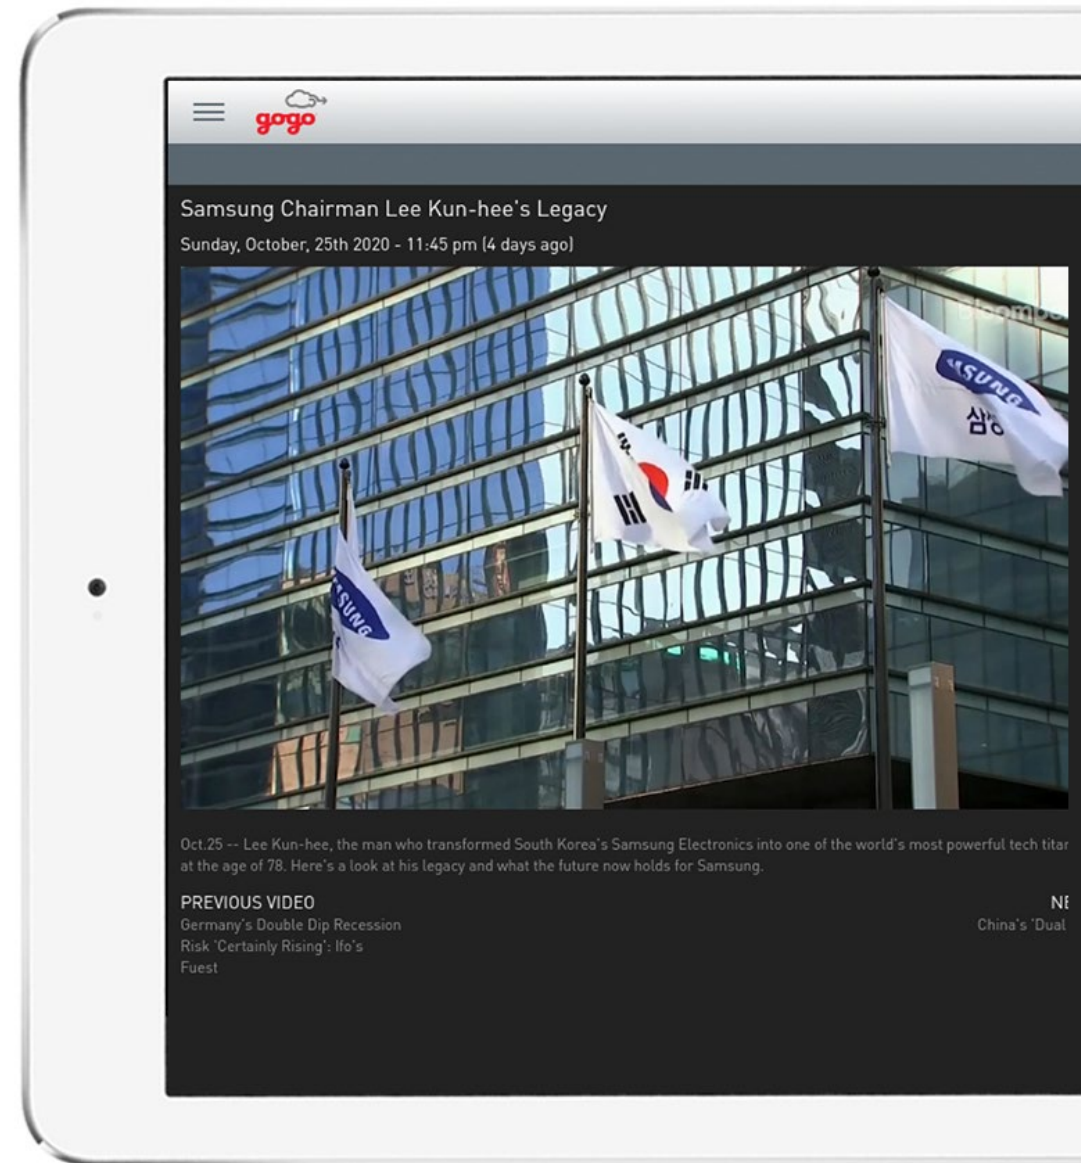 gogo
Samsung Chairman Lee Kun-hee's Legacy
Sunday, October, 25th 2020 - 11:45 pm (4 days ago)
SUNG
삼성
Oct.25 -- Lee Kun-hee, the man who transformed South Korea's Samsung Electronics into one of the world's most powerful tech
at the age of 78. Here's a look at his legacy and what the future now holds for Samsung.
PREVIOUS VIDEO
Germany's Double Dip Recession
China's 'Dual
Risk 'Certainly Rising': Ifo's
Fuest